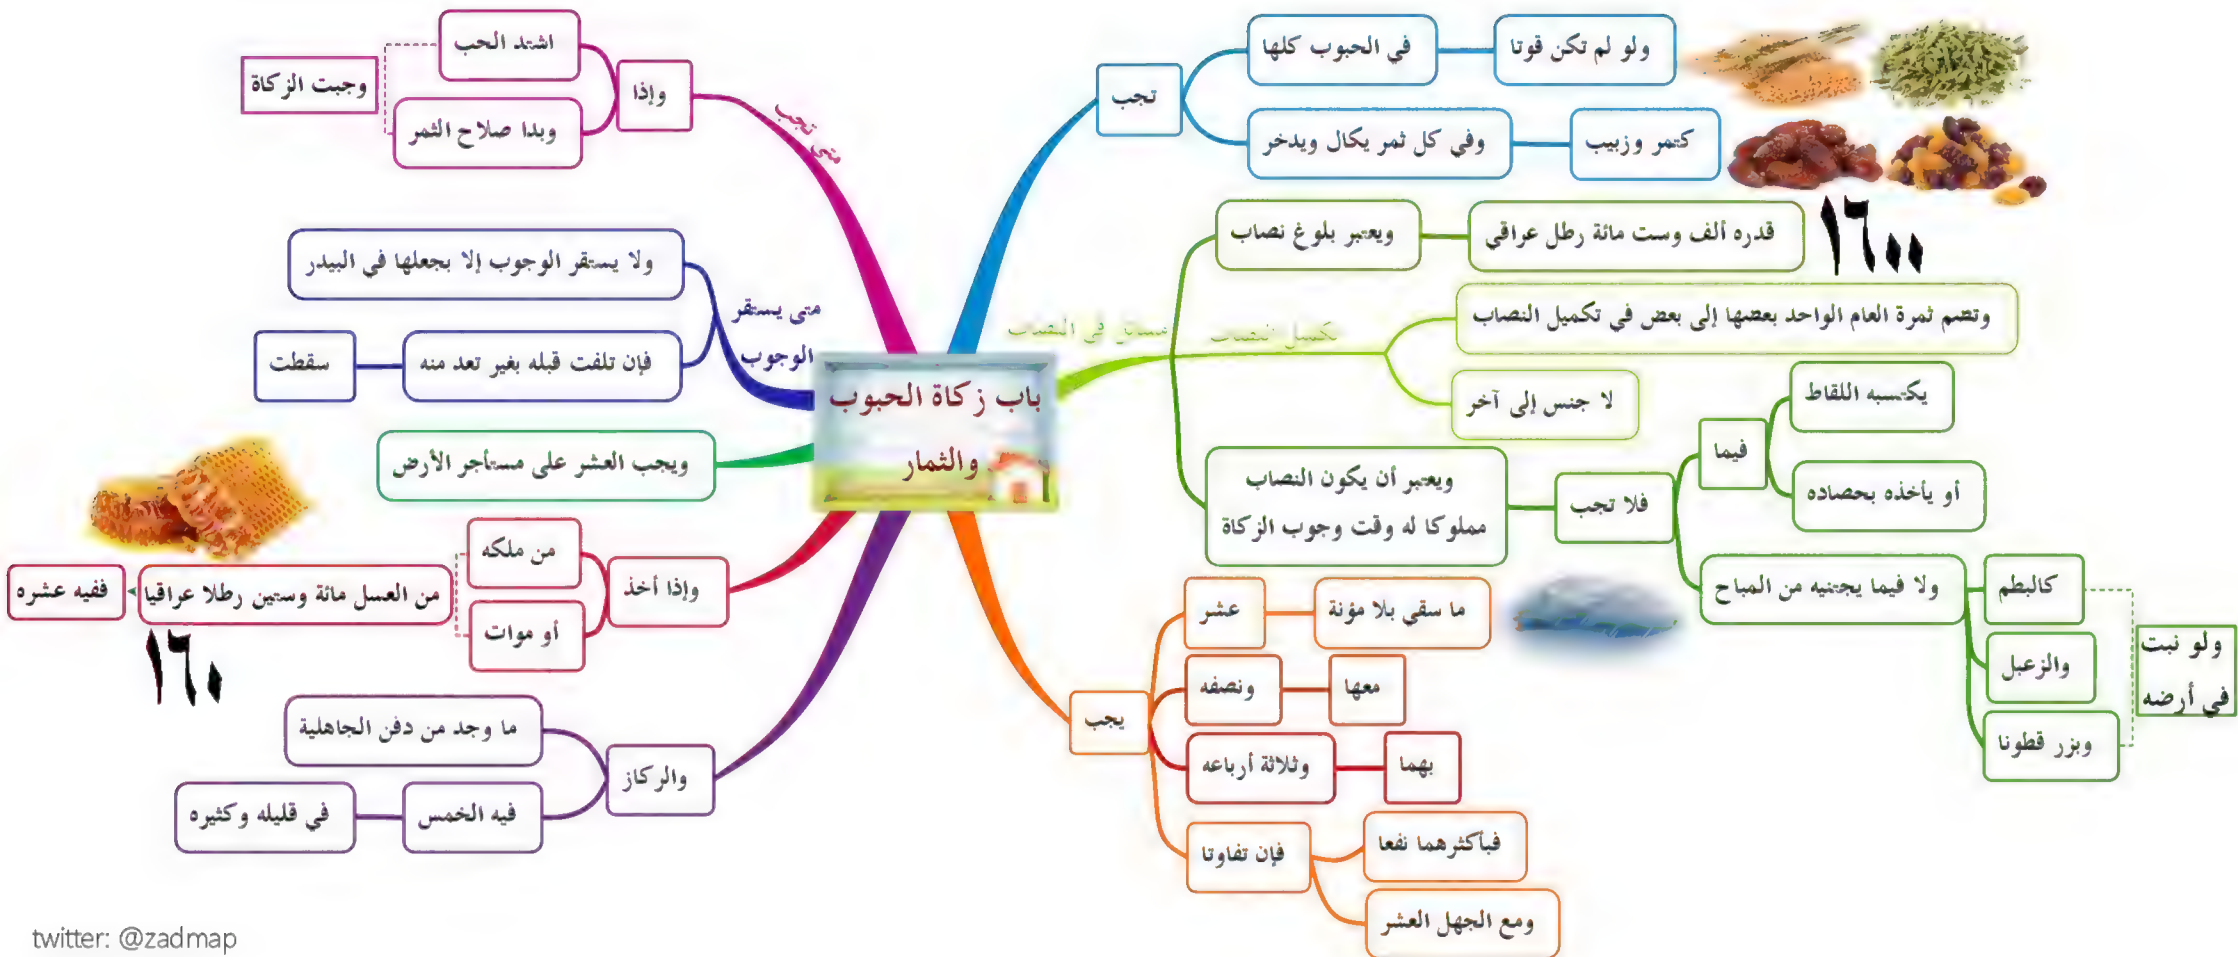 باب زكاة الحبوب
والثمار
تجب
في الحبوب كلها
ولو لم تكن قوتا
وفي كل ثمر يكال ويدخر
كتمر وزبيب
مسائل في النصاب
ويعتبر بلوغ نصاب
قدره ألف وست مائة رطل عراقي
١٦٠٠
تكميل النصاب
وتضم ثمرة العام الواحد بعضها إلى بعض في تكميل النصاب
لا جنس إلى آخر
ويعتبر أن يكون النصاب
مملوكا له وقت وجوب الزكاة
فلا تجب
فيما
يكتسبه اللقاط
أو يأخذه بحصاده
ولا فيما يجتنيه من المباح
كالبطم
والزعبل
وبزر قطونا
ولو نبت
في أرضه
يجب
عشر
ما سقي بلا مؤنة
ونصفه
معها
وثلاثة أرباعه
بهما
فإن تفاوتا
فبأكثرهما نفعا
ومع الجهل العشر
متى تجب
وإذا
اشتد الحب
وبدا صلاح الثمر
وجبت الزكاة
متى يستقر
الوجوب
ولا يستقر الوجوب إلا بجعلها في البيدر
فإن تلفت قبله بغير تعد منه
سقطت
ويجب العشر على مستأجر الأرض
وإذا أخذ
من ملكه
أو موات
من العسل مائة وستين رطلا عراقيا
ففيه عشره
١٦٠
والركاز
ما وجد من دفن الجاهلية
فيه الخمس
في قليله وكثيره
twitter: @zadmap